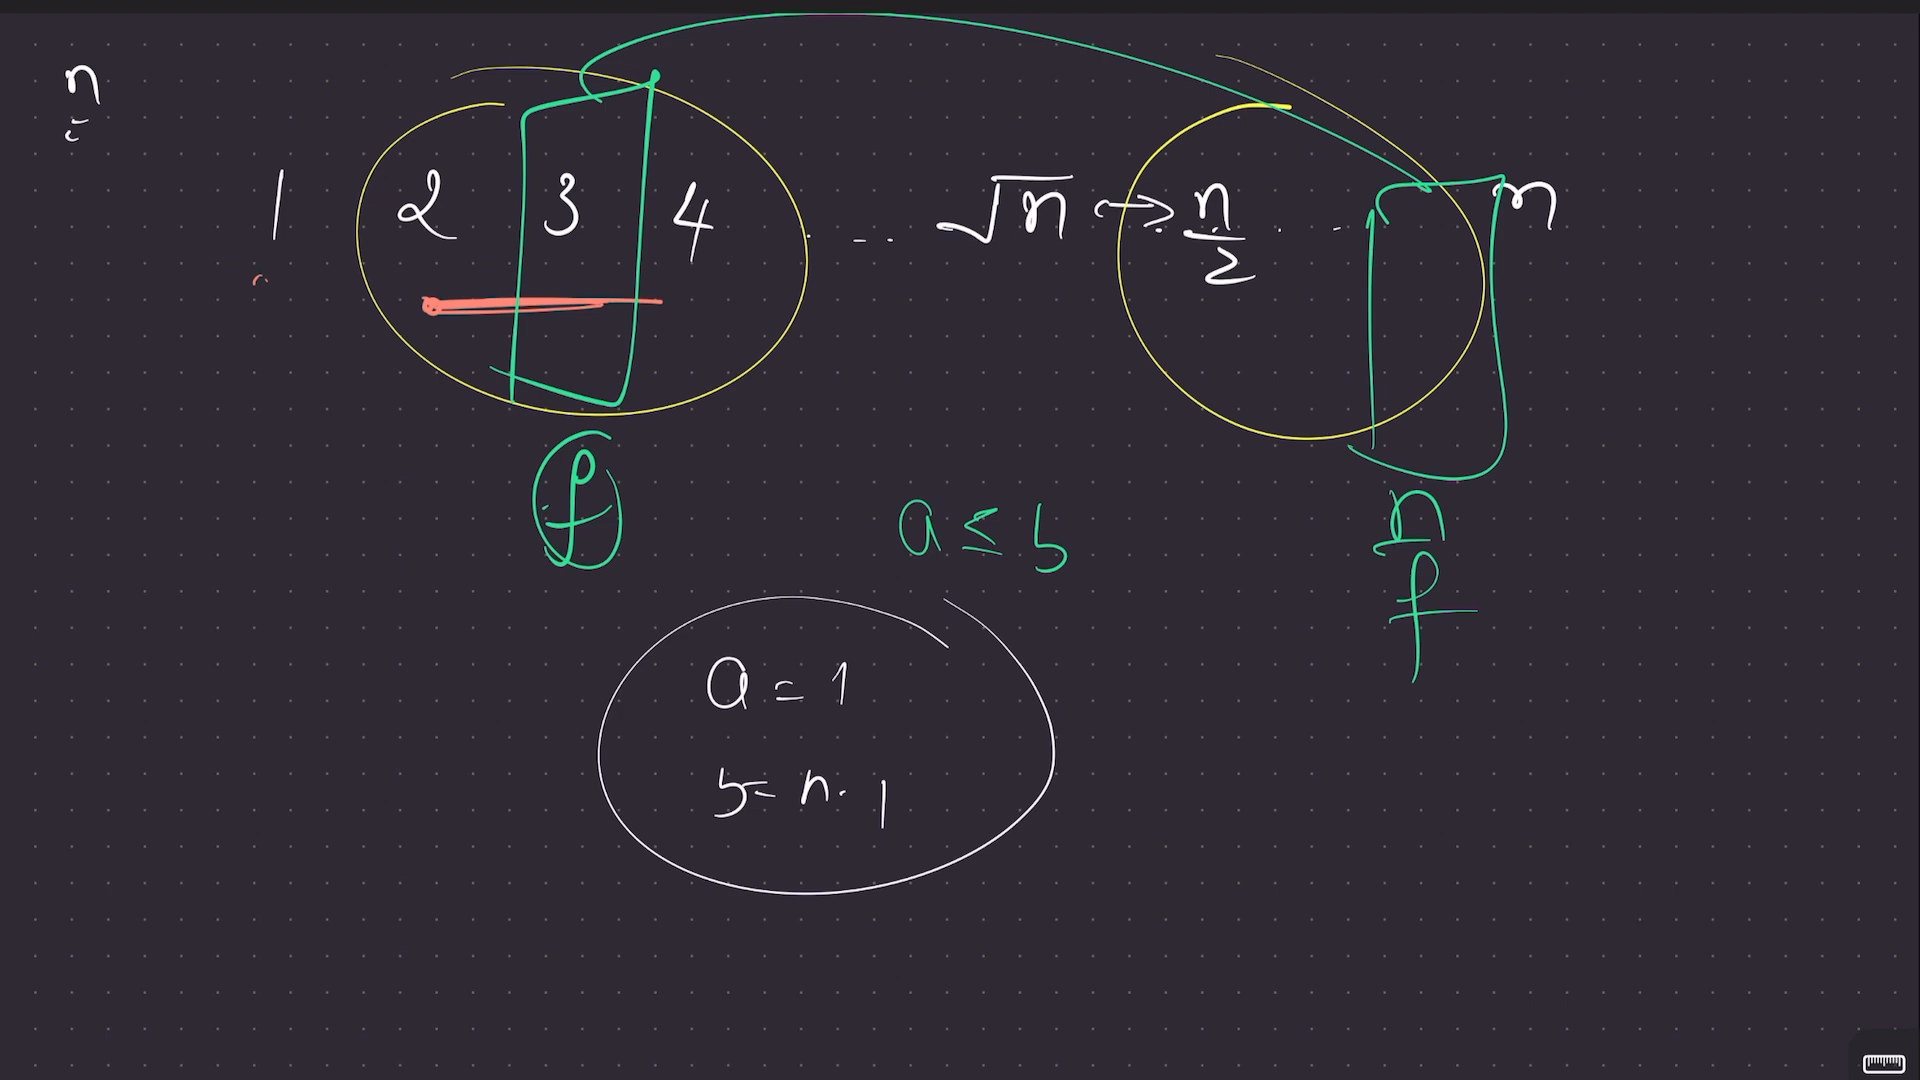 n
1 2 3 4 . - . √n ↔ n/2 . - n
f
a ≤ b
n/f
a = 1
b = n. 1